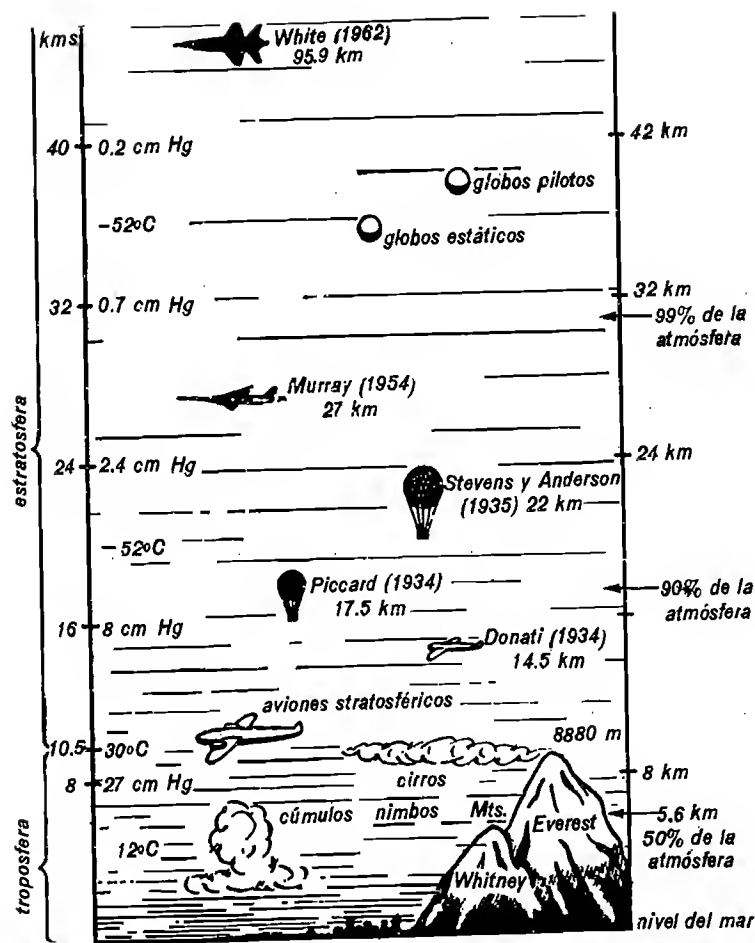 kms
White (1962)
95.9 km
42 km
40
0.2 cm Hg
globos pilotos
-52ºC
globos estáticos
32 km
32
0.7 cm Hg
99% de la
atmósfera
Murray (1954)
27 km
estratosfera
24 km
24
2.4 cm Hg
Stevens y Anderson
(1935) 22 km
-52ºC
Piccard (1934)
17.5 km
90% de la
atmósfera
16
8 cm Hg
Donati (1934)
14.5 km
aviones stratosféricos
8880 m
10.5
30ºC
cirros
8 km
8
27 cm Hg
cúmulos nimbos
Mts.
Everest
5.6 km
50% de la
atmósfera
12ºC
Whitney
troposfera
nivel del mar